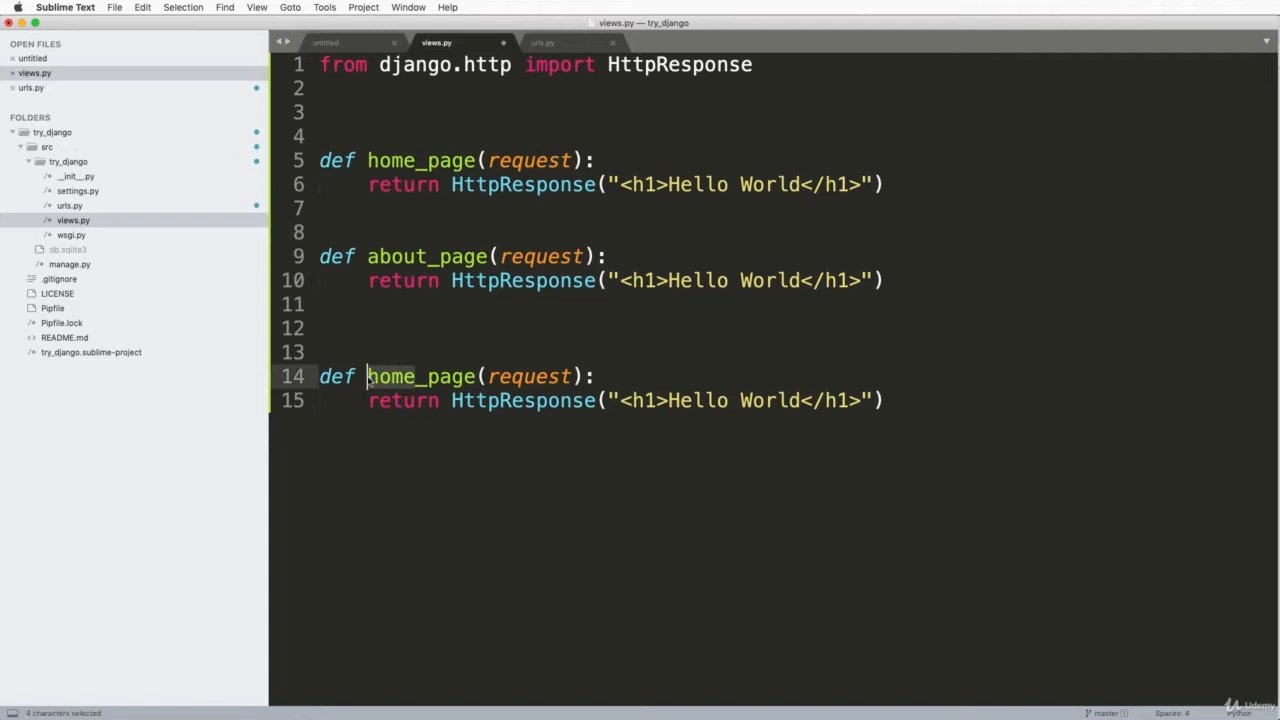 Sublime Text File Edit Selection Find View Goto Tools Project Window Help
views.py — try_django
OPEN FILES
untitled
views.py
urls.py
FOLDERS
try_django
src
try_django
__init__.py
settings.py
urls.py
views.py
wsgi.py
db.sqlite3
manage.py
.gitignore
LICENSE
Pipfile
Pipfile.lock
README.md
try_django.sublime-project
untitled views.py urls.py
1 from django.http import HttpResponse
2
3
4
5 def home_page(request):
6 return HttpResponse("<h1>Hello World</h1>")
7
8
9 def about_page(request):
10 return HttpResponse("<h1>Hello World</h1>")
11
12
13
14 def home_page(request):
15 return HttpResponse("<h1>Hello World</h1>")
Udemy
4 characters selected master 1 Spaces: 4 Python